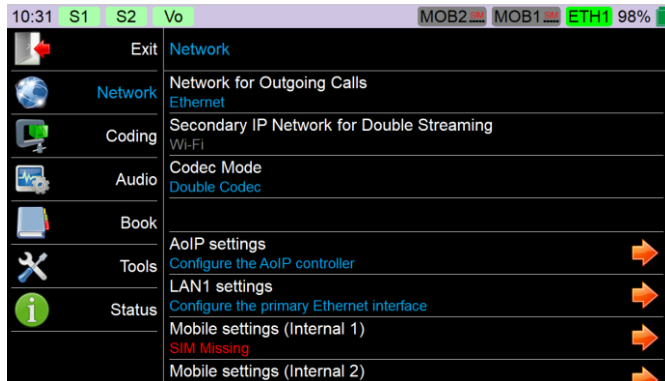 10:31 S1 S2 Vo MOB2 SIM MOB1 SIM ETH1 98%
Exit
Network
Coding
Audio
Book
Tools
Status
Network
Network for Outgoing Calls
Ethernet
Secondary IP Network for Double Streaming
Wi-Fi
Codec Mode
Double Codec
AoIP settings
Configure the AoIP controller
LAN1 settings
Configure the primary Ethernet interface
Mobile settings (Internal 1)
SIM Missing
Mobile settings (Internal 2)